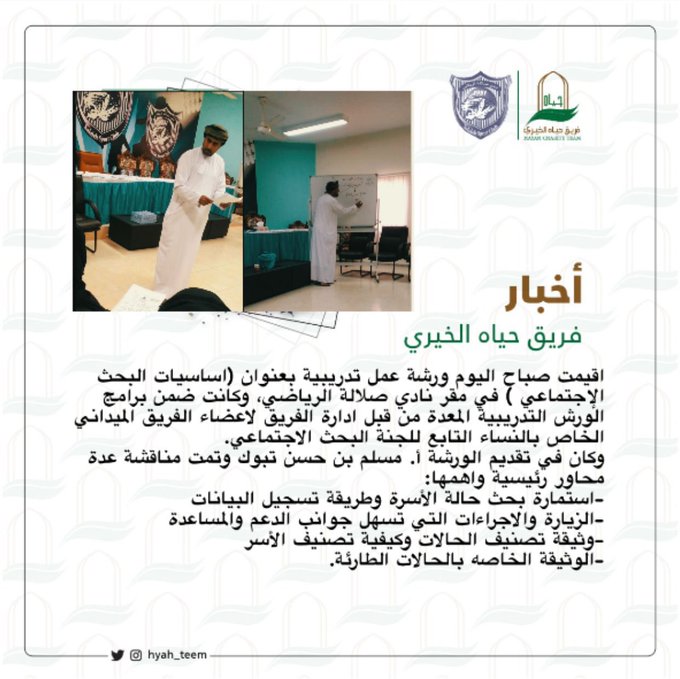 حياه
فريق حياه الخيري
HAYAH CHARITY TEAM
أخبار
فريق حياه الخيري
اقيمت صباح اليوم ورشة عمل تدريبية بعنوان (اساسيات البحث
الإجتماعي ) في مقر نادي صلالة الرياضي، وكانت ضمن برامج
الورش التدريبية المعدة من قبل ادارة الفريق لاعضاء الفريق الميداني
الخاص بالنساء التابع للجنة البحث الاجتماعي.
وكان في تقديم الورشة أ. مسلم بن حسن تبوك وتمت مناقشة عدة
محاور رئيسية واهمها:
-استمارة بحث حالة الأسرة وطريقة تسجيل البيانات
-الزيارة والاجراءات التي تسهل جوانب الدعم والمساعدة
-وثيقة تصنيف الحالات وكيفية تصنيف الأسر
-الوثيقة الخاصه بالحالات الطارئة.
hyah_teem